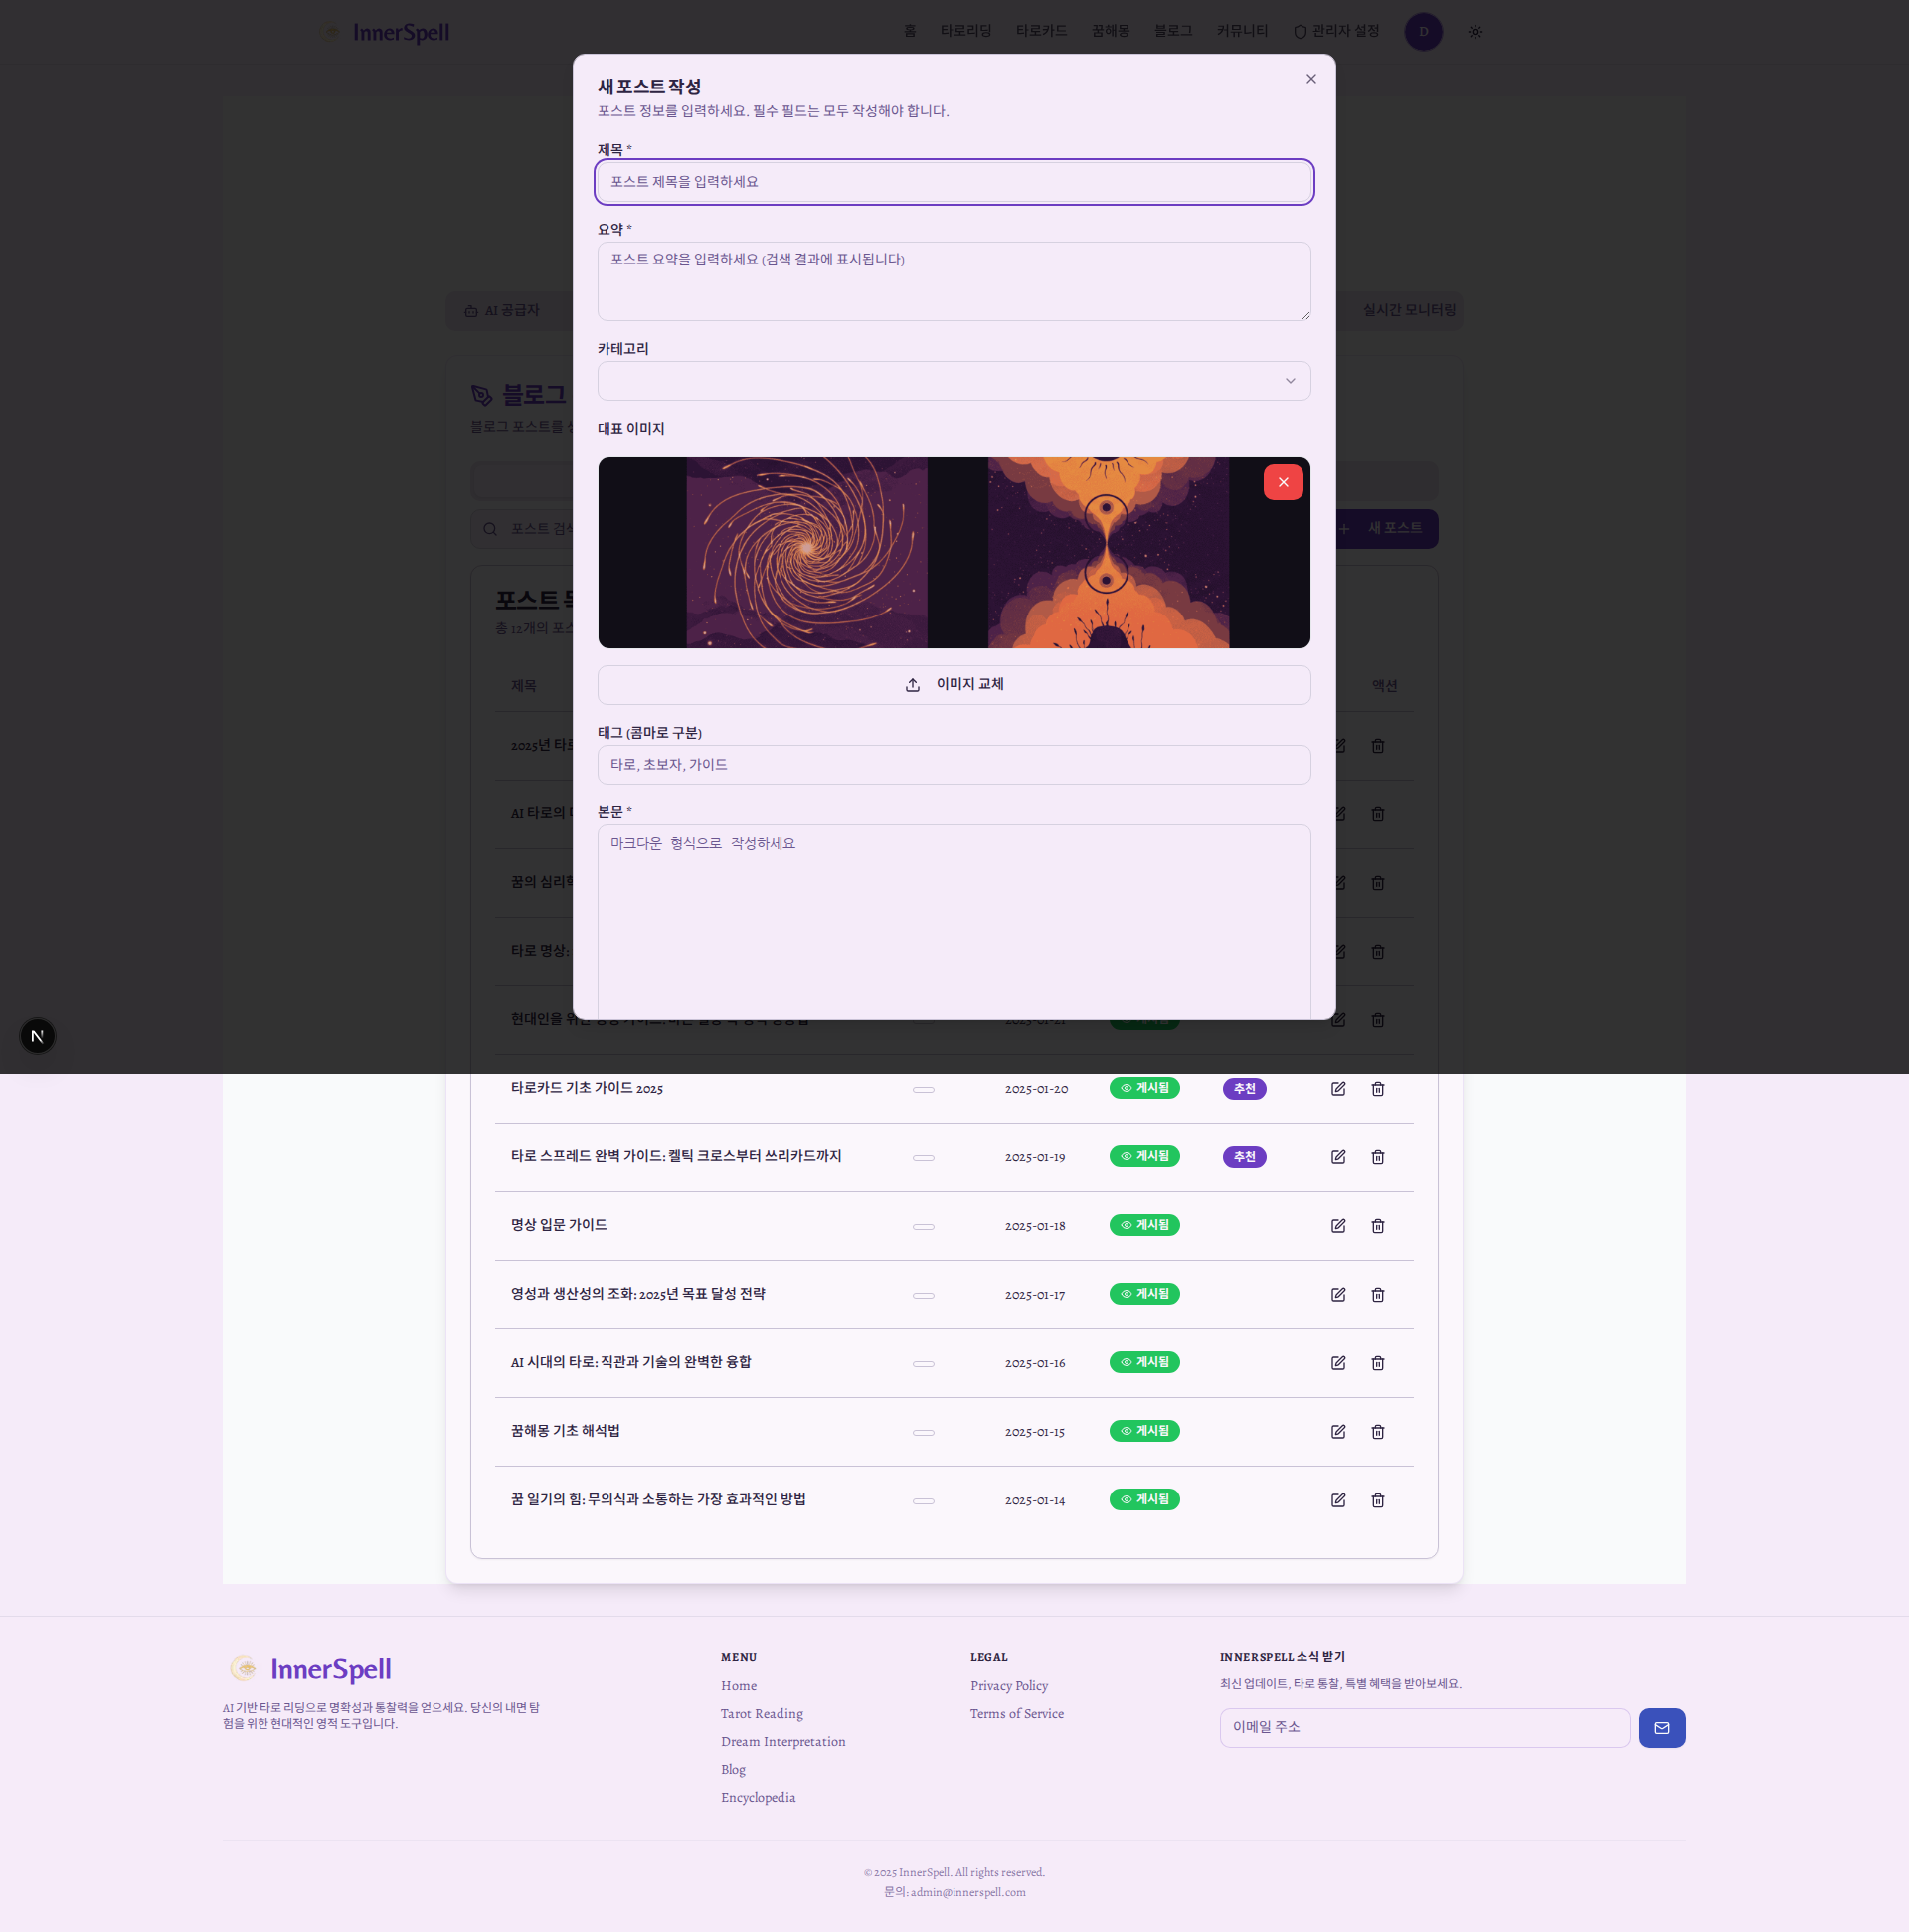 InnerSpell
홈 타로리딩 타로카드 꿈해몽 블로그 커뮤니티 관리자 설정 D
새 포스트 작성
포스트 정보를 입력하세요. 필수 필드는 모두 작성해야 합니다.
제목 *
포스트 제목을 입력하세요
요약 *
포스트 요약을 입력하세요 (검색 결과에 표시됩니다)
AI 공급자
실시간 모니터링
카테고리
블로그
블로그 포스트를
대표 이미지
포스트
새 포스트
포스트
총 12개의
이미지 교체
제목
액션
태그 (콤마로 구분)
2025년
타로, 초보자, 가이드
AI 타로의
본문 *
마크다운 형식으로 작성하세요
꿈의
타로 명상:
현대인을
N
타로카드 기초 가이드 2025 2025-01-20 게시됨 추천
타로 스프레드 완벽 가이드: 켈틱 크로스부터 쓰리카드까지 2025-01-19 게시됨 추천
명상 입문 가이드 2025-01-18 게시됨
영성과 생산성의 조화: 2025년 목표 달성 전략 2025-01-17 게시됨
AI 시대의 타로: 직관과 기술의 완벽한 융합 2025-01-16 게시됨
꿈해몽 기초 해석법 2025-01-15 게시됨
꿈 일기의 힘: 무의식과 소통하는 가장 효과적인 방법 2025-01-14 게시됨
InnerSpell
AI 기반 타로 리딩으로 명확성과 통찰력을 얻으세요. 당신의 내면 탐
험을 위한 현대적인 영적 도구입니다.
MENU
Home
Tarot Reading
Dream Interpretation
Blog
Encyclopedia
LEGAL
Privacy Policy
Terms of Service
INNERSPELL 소식 받기
최신 업데이트, 타로 통찰, 특별 혜택을 받아보세요.
이메일 주소
© 2025 InnerSpell. All rights reserved.
문의: admin@innerspell.com